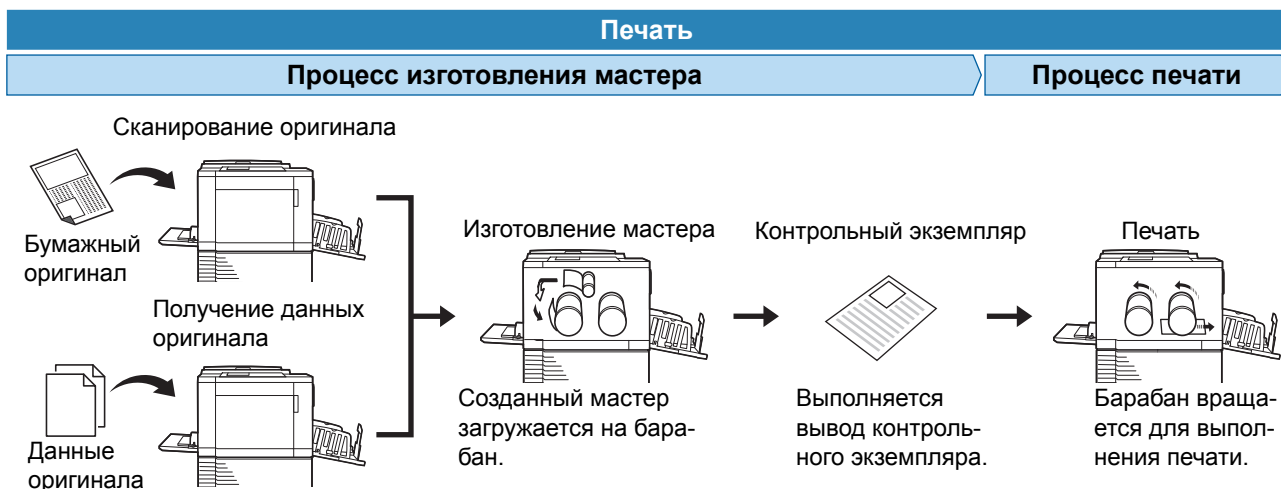 Печать
Процесс изготовления мастера
Процесс печати
Сканирование оригинала
Бумажный
оригинал
Получение данных
оригинала
Данные
оригинала
Изготовление мастера
Созданный мастер
загружается на бара-
бан.
Контрольный экземпляр
Выполняется
вывод контроль-
ного экземпляра.
Печать
Барабан враща-
ется для выпол-
нения печати.